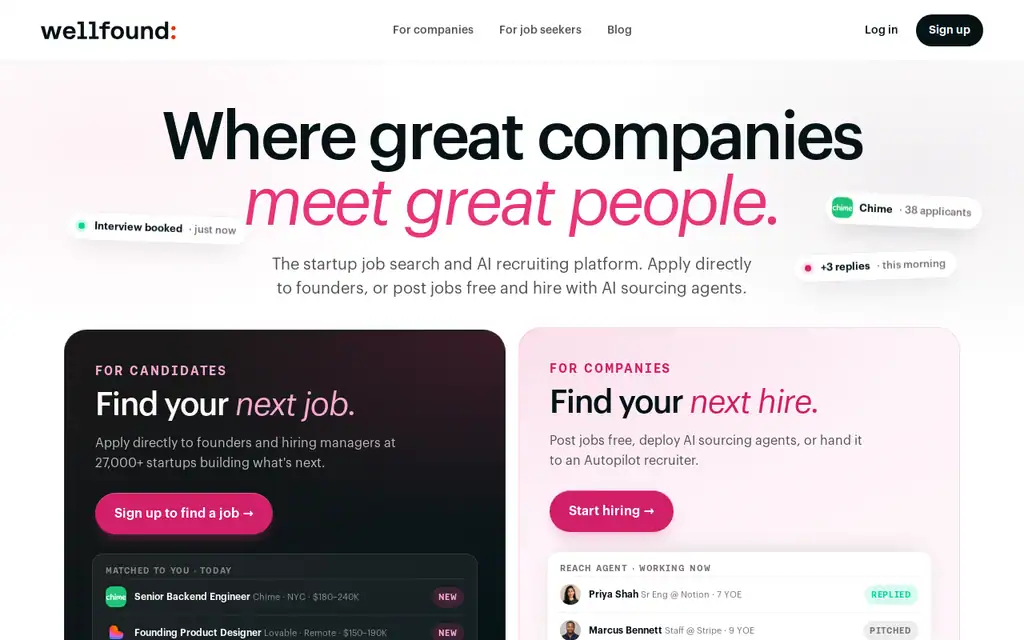 wellfound:
For companies
For job seekers
Blog
Log in
Sign up
Where great companies
meet great people.
Interview booked · just now
chime Chime · 38 applicants
+3 replies · this morning
The startup job search and AI recruiting platform. Apply directly
to founders, or post jobs free and hire with AI sourcing agents.
FOR CANDIDATES
Find your next job.
Apply directly to founders and hiring managers at
27,000+ startups building what's next.
Sign up to find a job →
MATCHED TO YOU · TODAY
chime Senior Backend Engineer Chime · NYC · $180–240K NEW
Founding Product Designer Lovable · Remote · $150–190K NEW
FOR COMPANIES
Find your next hire.
Post jobs free, deploy AI sourcing agents, or hand it
to an Autopilot recruiter.
Start hiring →
REACH AGENT · WORKING NOW
Priya Shah Sr Eng @ Notion · 7 YOE REPLIED
Marcus Bennett Staff @ Stripe · 9 YOE PITCHED